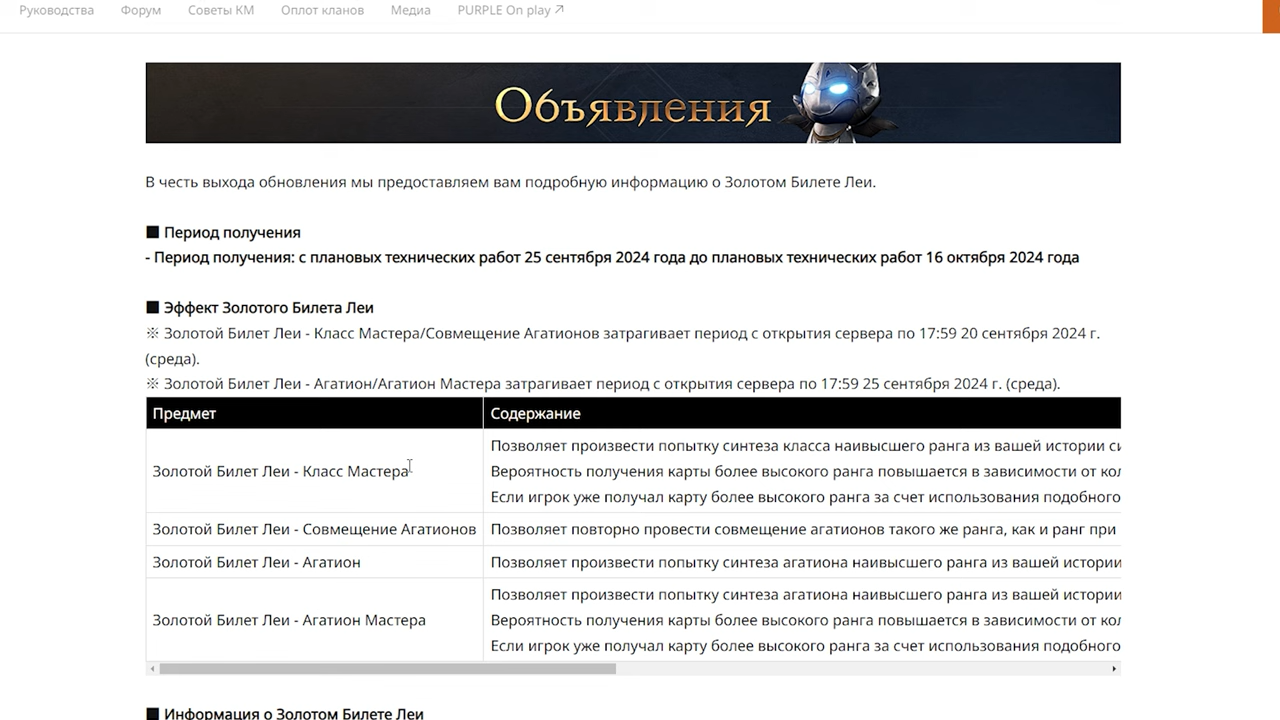 Руководства Форум Советы КМ Оплот кланов Медиа PURPLE On play
Объявления
В честь выхода обновления мы предоставляем вам подробную информацию о Золотом Билете Леи.
■ Период получения
- Период получения: с плановых технических работ 25 сентября 2024 года до плановых технических работ 16 октября 2024 года
■ Эффект Золотого Билета Леи
※ Золотой Билет Леи - Класс Мастера/Совмещение Агатионов затрагивает период с открытия сервера по 17:59 20 сентября 2024 г.
(среда).
※ Золотой Билет Леи - Агатион/Агатион Мастера затрагивает период с открытия сервера по 17:59 25 сентября 2024 г. (среда).
Предмет Содержание
Золотой Билет Леи - Класс Мастера
Позволяет произвести попытку синтеза класса наивысшего ранга из вашей истории
Вероятность получения карты более высокого ранга повышается в зависимости от
Если игрок уже получал карту более высокого ранга за счет использования подобного
Золотой Билет Леи - Совмещение Агатионов Позволяет повторно провести совмещение агатионов такого же ранга, как и ранг при
Золотой Билет Леи - Агатион Позволяет произвести попытку синтеза агатиона наивысшего ранга из вашей истории
Золотой Билет Леи - Агатион Мастера
Позволяет произвести попытку синтеза агатиона наивысшего ранга из вашей истории
Вероятность получения карты более высокого ранга повышается в зависимости от
Если игрок уже получал карту более высокого ранга за счет использования подобного
■ Информация о Золотом Билете Леи